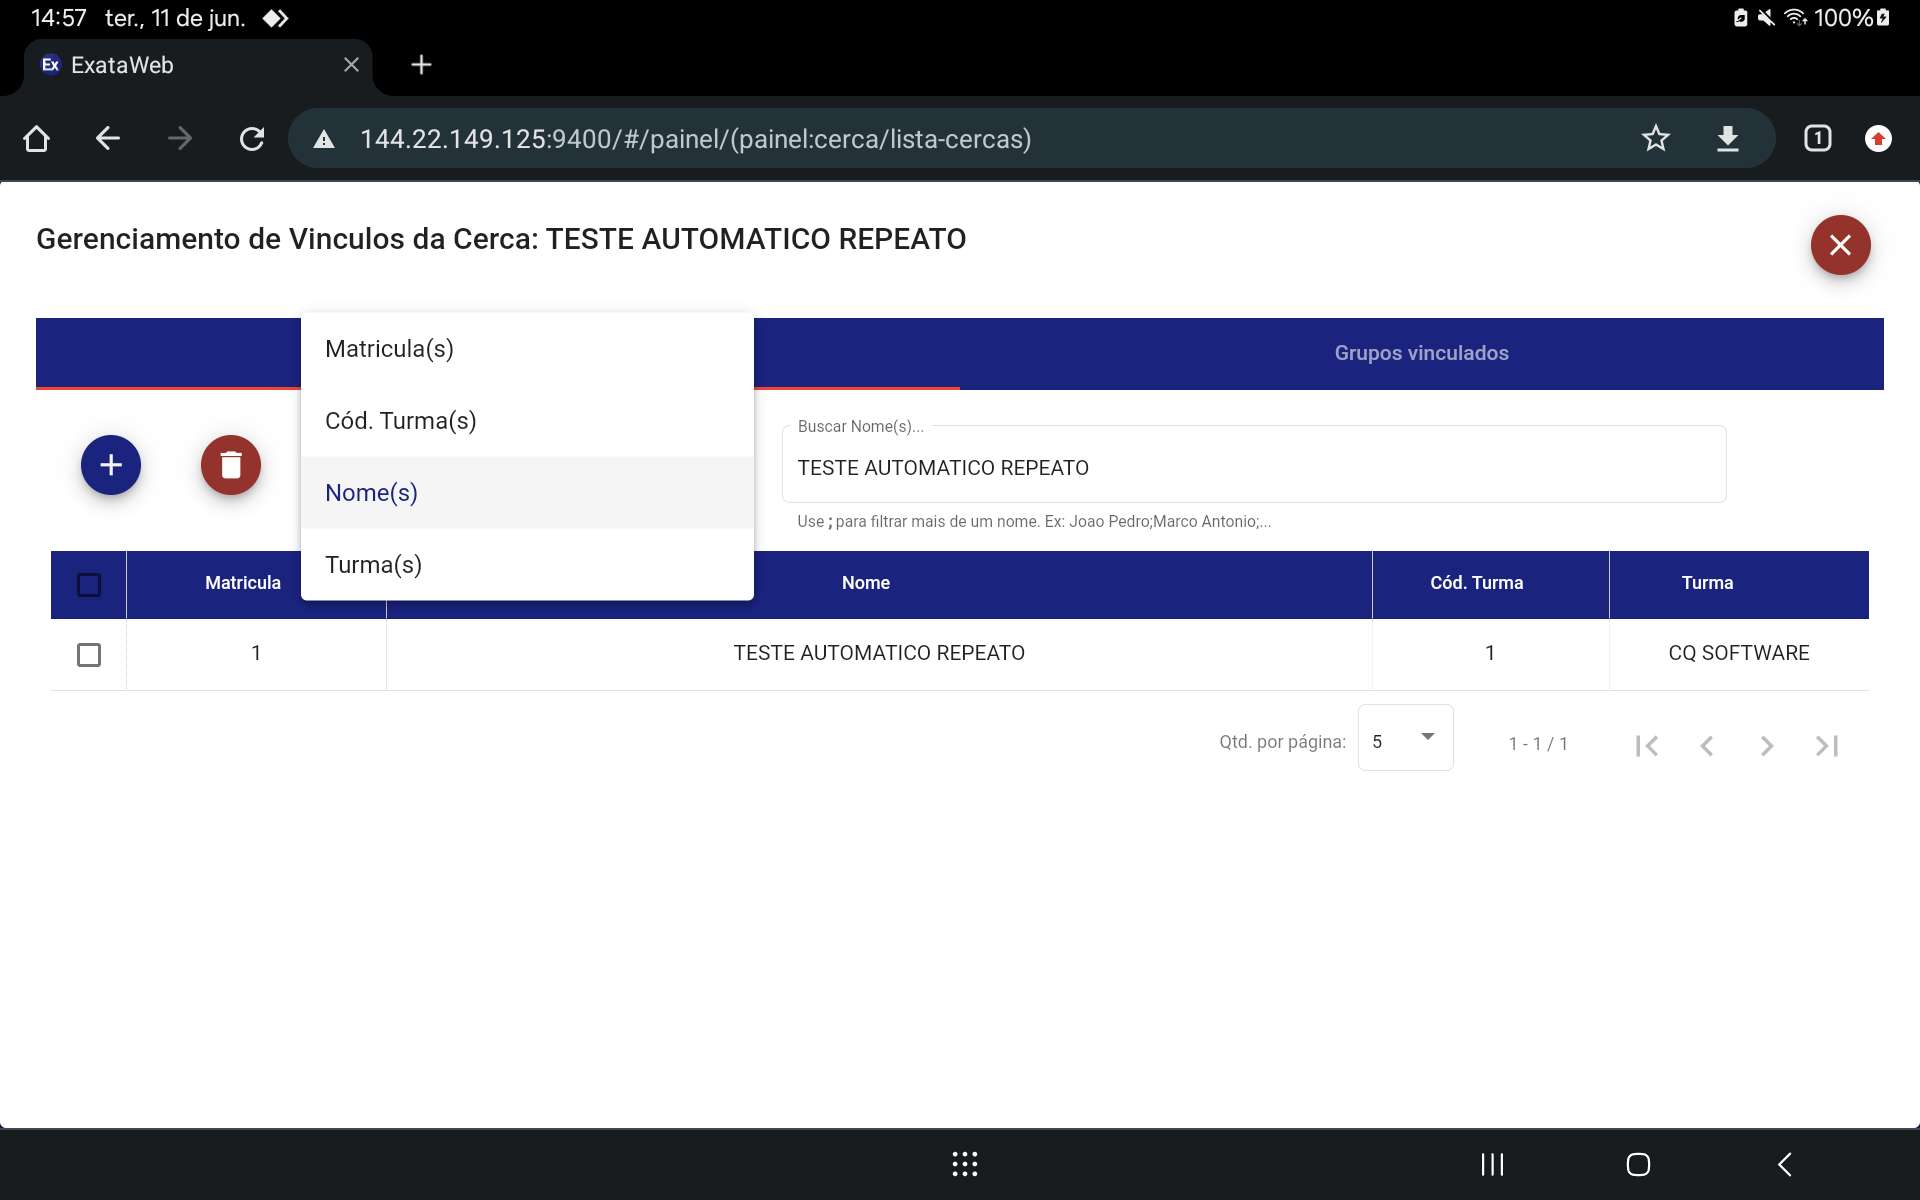 14:57 ter., 11 de jun. 100%
Ex ExataWeb
144.22.149.125:9400/#/painel/(painel:cerca/lista-cercas) 1
Gerenciamento de Vinculos da Cerca: TESTE AUTOMATICO REPEATO
Grupos vinculados
Matricula(s)
Cód. Turma(s)
Nome(s)
Turma(s)
Buscar Nome(s)...
TESTE AUTOMATICO REPEATO
Use ; para filtrar mais de um nome. Ex: Joao Pedro;Marco Antonio;...
Matricula Nome Cód. Turma Turma
1 TESTE AUTOMATICO REPEATO 1 CQ SOFTWARE
Qtd. por página: 5 1 - 1 / 1